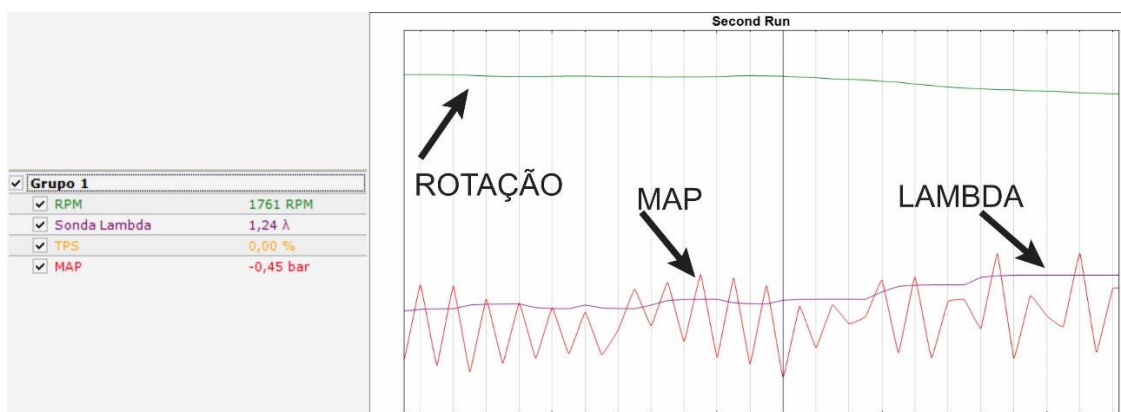 Second Run
Grupo 1
RPM 1761 RPM
Sonda Lambda 1,24 λ
TPS 0,00 %
MAP -0,45 bar
ROTAÇÃO
MAP
LAMBDA